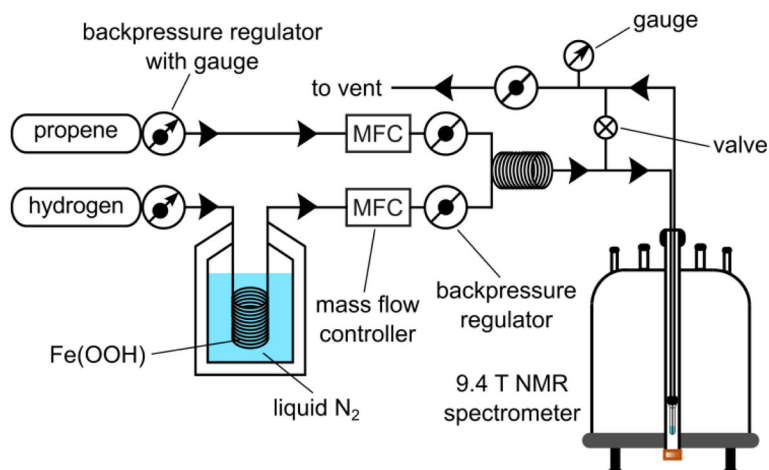 backpressure regulator
with gauge
gauge
to vent
propene
MFC
valve
hydrogen
MFC
mass flow
controller
backpressure
regulator
Fe(OOH)
liquid N₂
9.4 T NMR
spectrometer